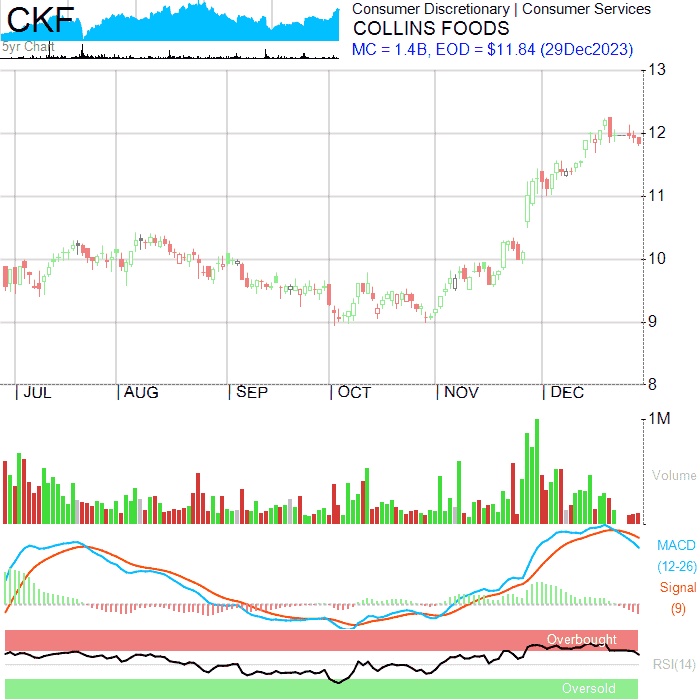 CKF
5yr Chart
Consumer Discretionary | Consumer Services
COLLINS FOODS
MC = 1.4B, EOD = $11.84 (29Dec2023)
13
12
11
10
9
8
JUL AUG SEP OCT NOV DEC
1M
Volume
MACD
(12-26)
Signal
(9)
Overbought
RSI(14)
Oversold